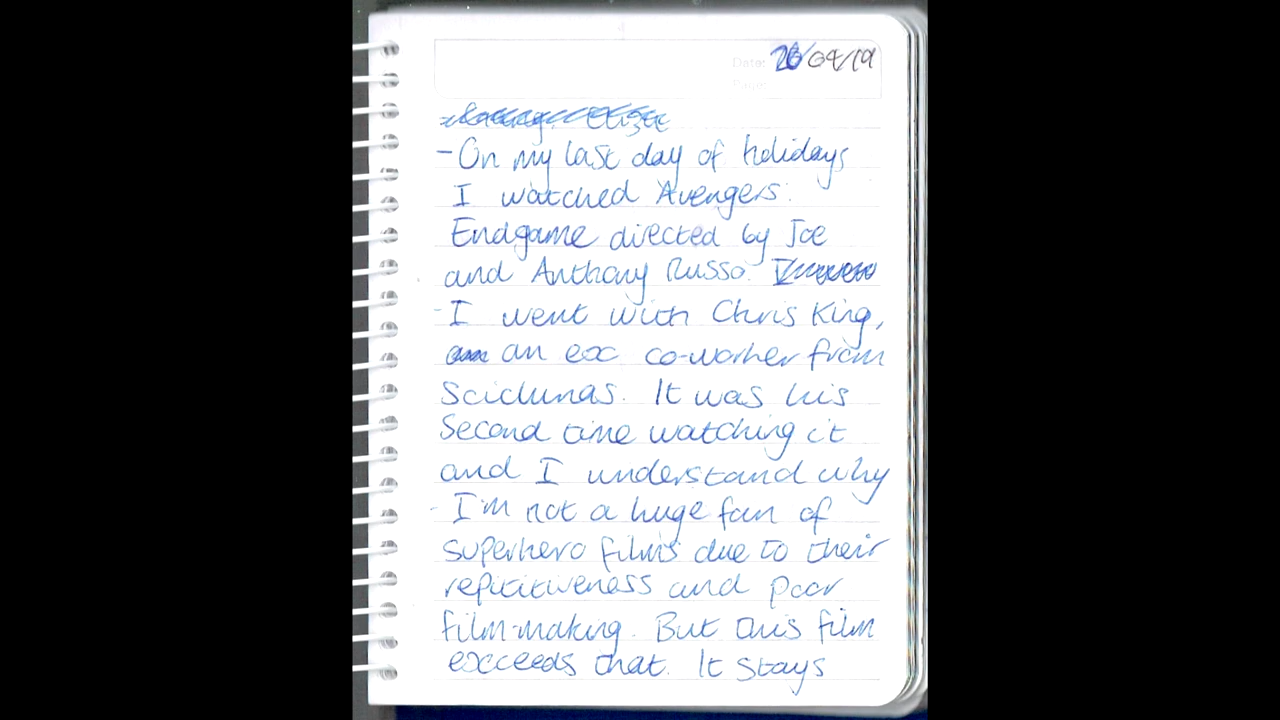 Date: 26/04/19
Page:
- On my last day of holidays
I watched Avengers:
Endgame directed by Joe
and Anthony Russo.
- I went with Chris King,
an ex co-worker from
Sciclunas. It was his
Second time watching it
and I understand why
- I'm not a huge fan of
superhero films due to their
repititiveness and poor
film-making. But this film
exceeds that. It stays